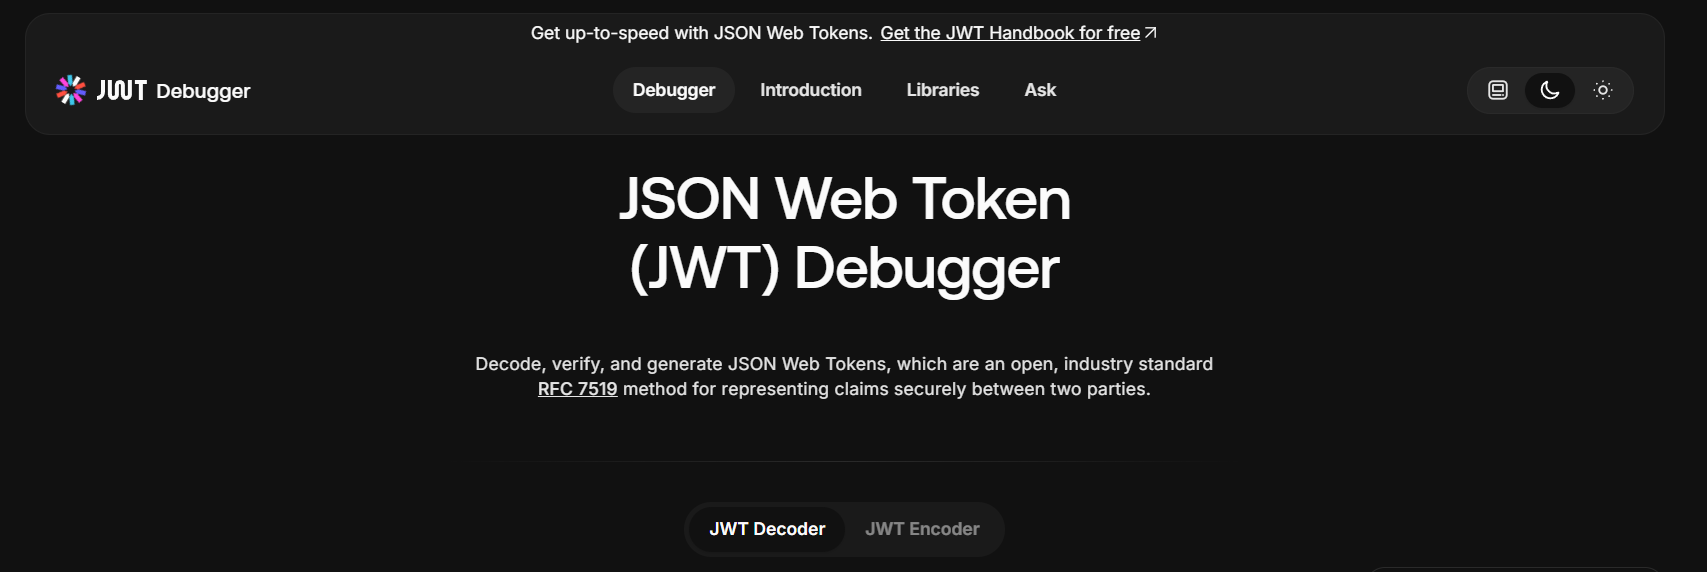 Get up-to-speed with JSON Web Tokens. Get the JWT Handbook for free
JWT Debugger
Debugger Introduction Libraries Ask
JSON Web Token
(JWT) Debugger
Decode, verify, and generate JSON Web Tokens, which are an open, industry standard
RFC 7519 method for representing claims securely between two parties.
JWT Decoder JWT Encoder